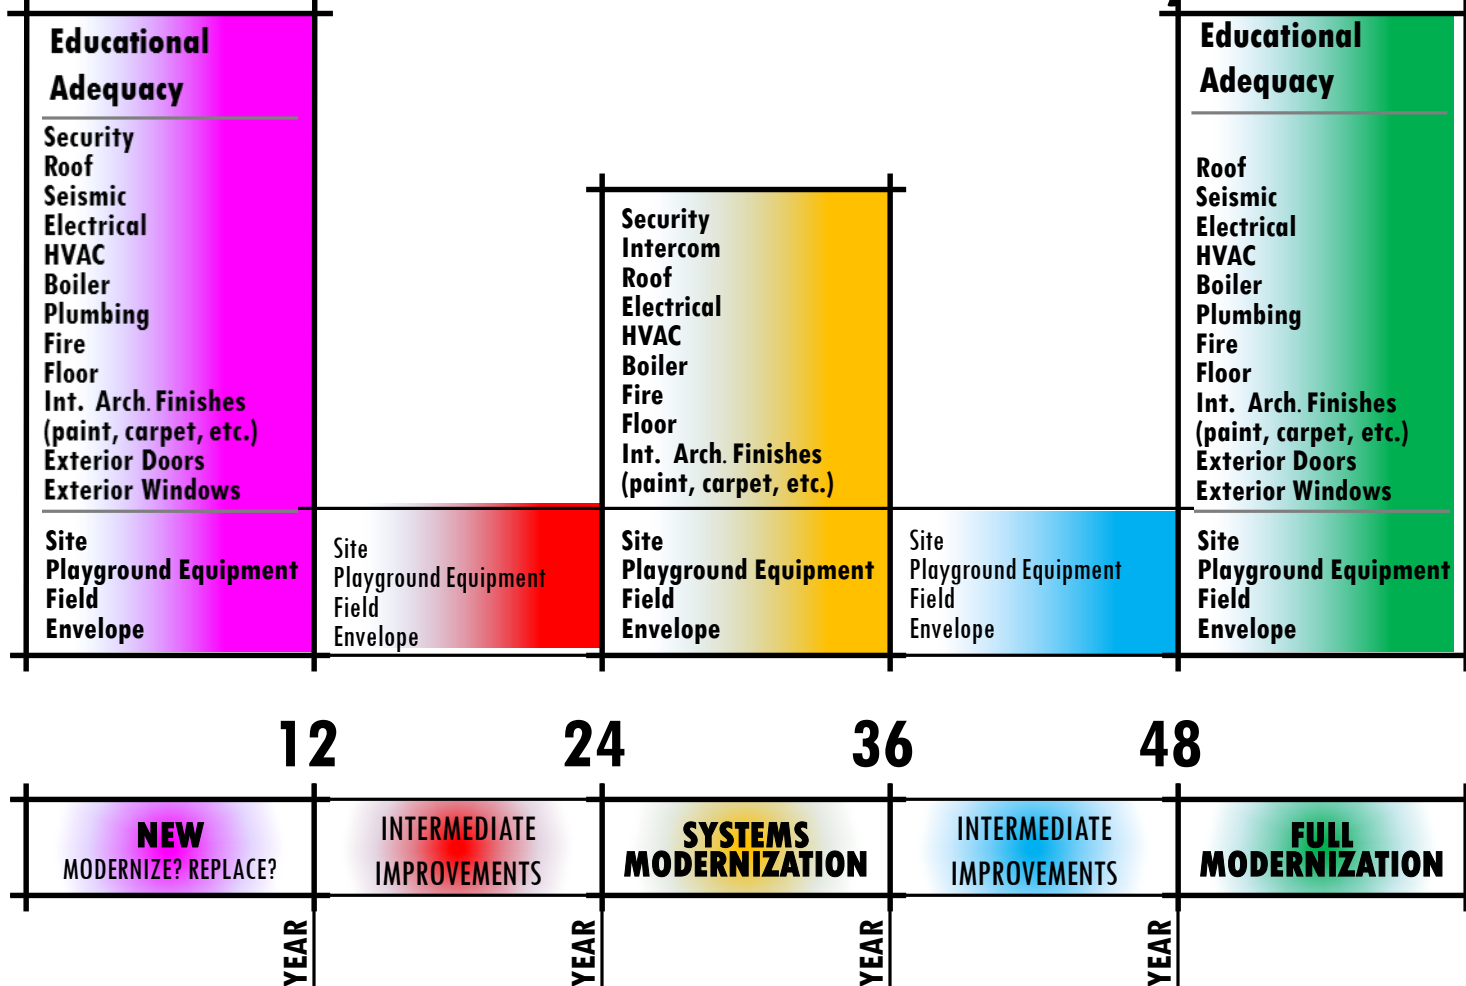 Educational
Adequacy
Security
Roof
Seismic
Electrical
HVAC
Boiler
Plumbing
Fire
Floor
Int. Arch. Finishes
(paint, carpet, etc.)
Exterior Doors
Exterior Windows
Site
Playground Equipment
Field
Envelope
Site
Playground Equipment
Field
Envelope
Security
Intercom
Roof
Electrical
HVAC
Boiler
Fire
Floor
Int. Arch. Finishes
(paint, carpet, etc.)
Site
Playground Equipment
Field
Envelope
Site
Playground Equipment
Field
Envelope
Educational
Adequacy
Roof
Seismic
Electrical
HVAC
Boiler
Plumbing
Fire
Floor
Int. Arch. Finishes
(paint, carpet, etc.)
Exterior Doors
Exterior Windows
Site
Playground Equipment
Field
Envelope
12
24
36
48
NEW
MODERNIZE? REPLACE?
INTERMEDIATE
IMPROVEMENTS
SYSTEMS
MODERNIZATION
INTERMEDIATE
IMPROVEMENTS
FULL
MODERNIZATION
YEAR
YEAR
YEAR
YEAR